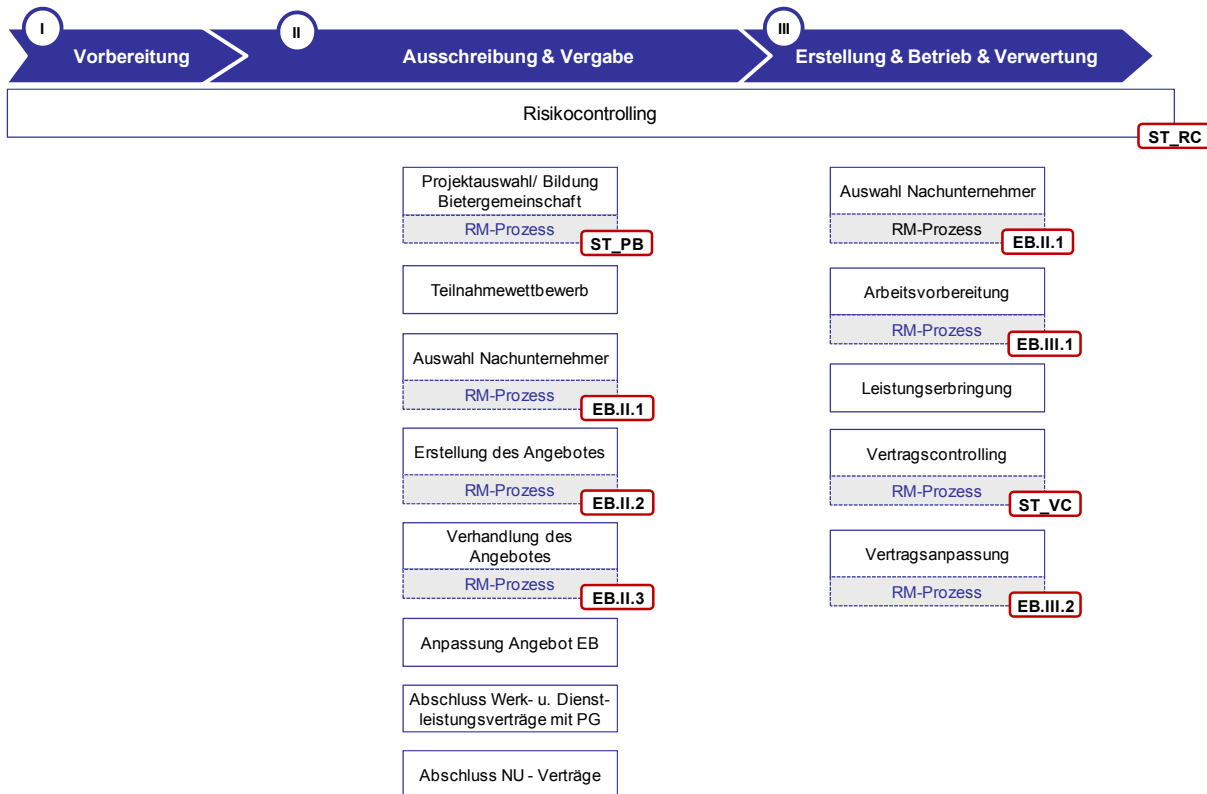 I
II
III
Vorbereitung
Ausschreibung & Vergabe
Erstellung & Betrieb & Verwertung
Risikocontrolling
ST_RC
Projektauswahl/ Bildung
Bietergemeinschaft
RM-Prozess
ST_PB
Teilnahmewettbewerb
Auswahl Nachunternehmer
RM-Prozess
EB.II.1
Erstellung des Angebotes
RM-Prozess
EB.II.2
Verhandlung des
Angebotes
RM-Prozess
EB.II.3
Anpassung Angebot EB
Abschluss Werk- u. Dienst-
leistungsverträge mit PG
Abschluss NU - Verträge
Auswahl Nachunternehmer
RM-Prozess
EB.II.1
Arbeitsvorbereitung
RM-Prozess
EB.III.1
Leistungserbringung
Vertragscontrolling
RM-Prozess
ST_VC
Vertragsanpassung
RM-Prozess
EB.III.2